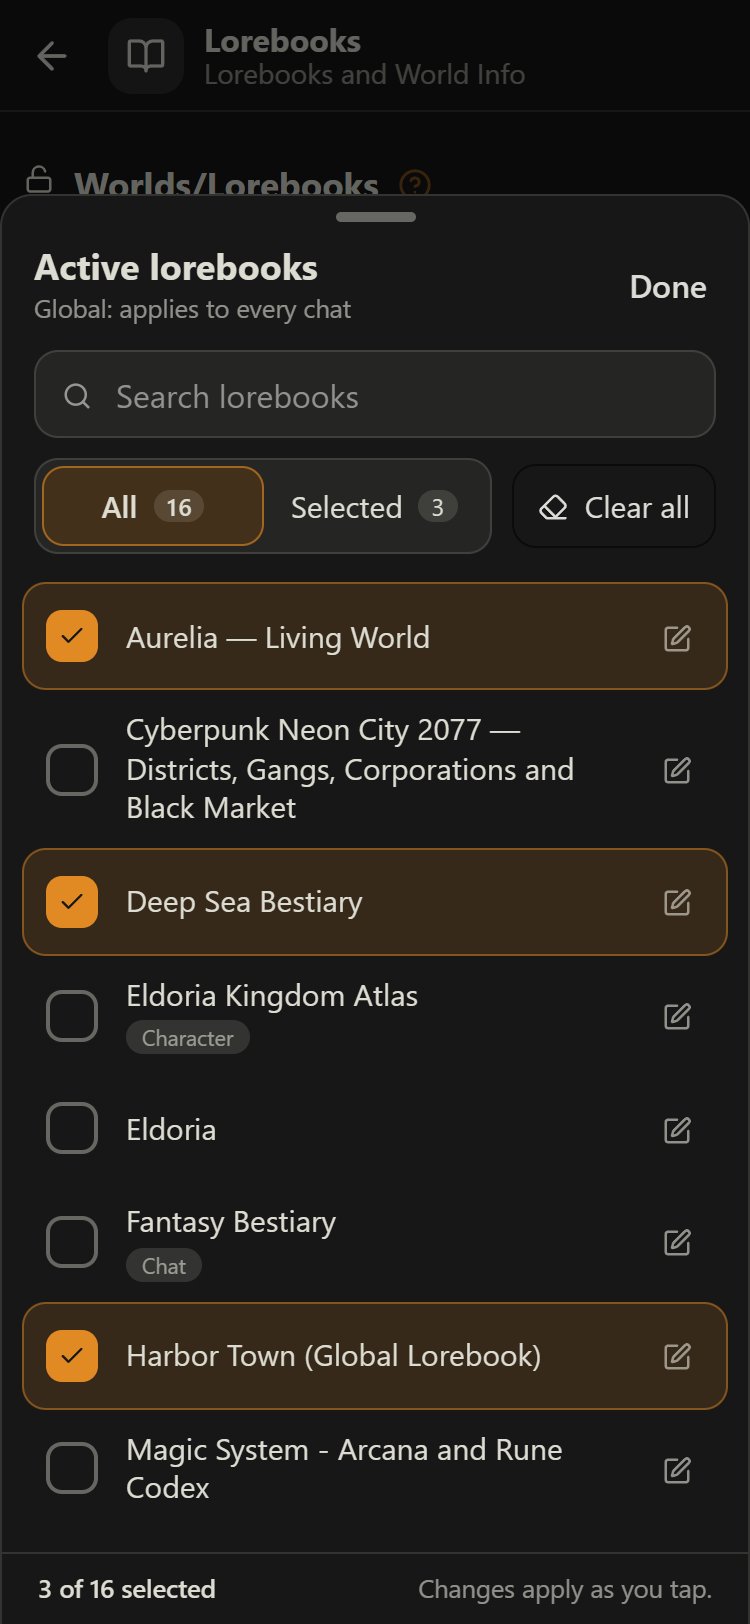 Lorebooks
Lorebooks and World Info
Worlds/Lorebooks
Active lorebooks
Global: applies to every chat
Done
Search lorebooks
All 16
Selected 3
Clear all
Aurelia — Living World
Cyberpunk Neon City 2077 —
Districts, Gangs, Corporations and
Black Market
Deep Sea Bestiary
Eldoria Kingdom Atlas
Character
Eldoria
Fantasy Bestiary
Chat
Harbor Town (Global Lorebook)
Magic System - Arcana and Rune
Codex
3 of 16 selected
Changes apply as you tap.